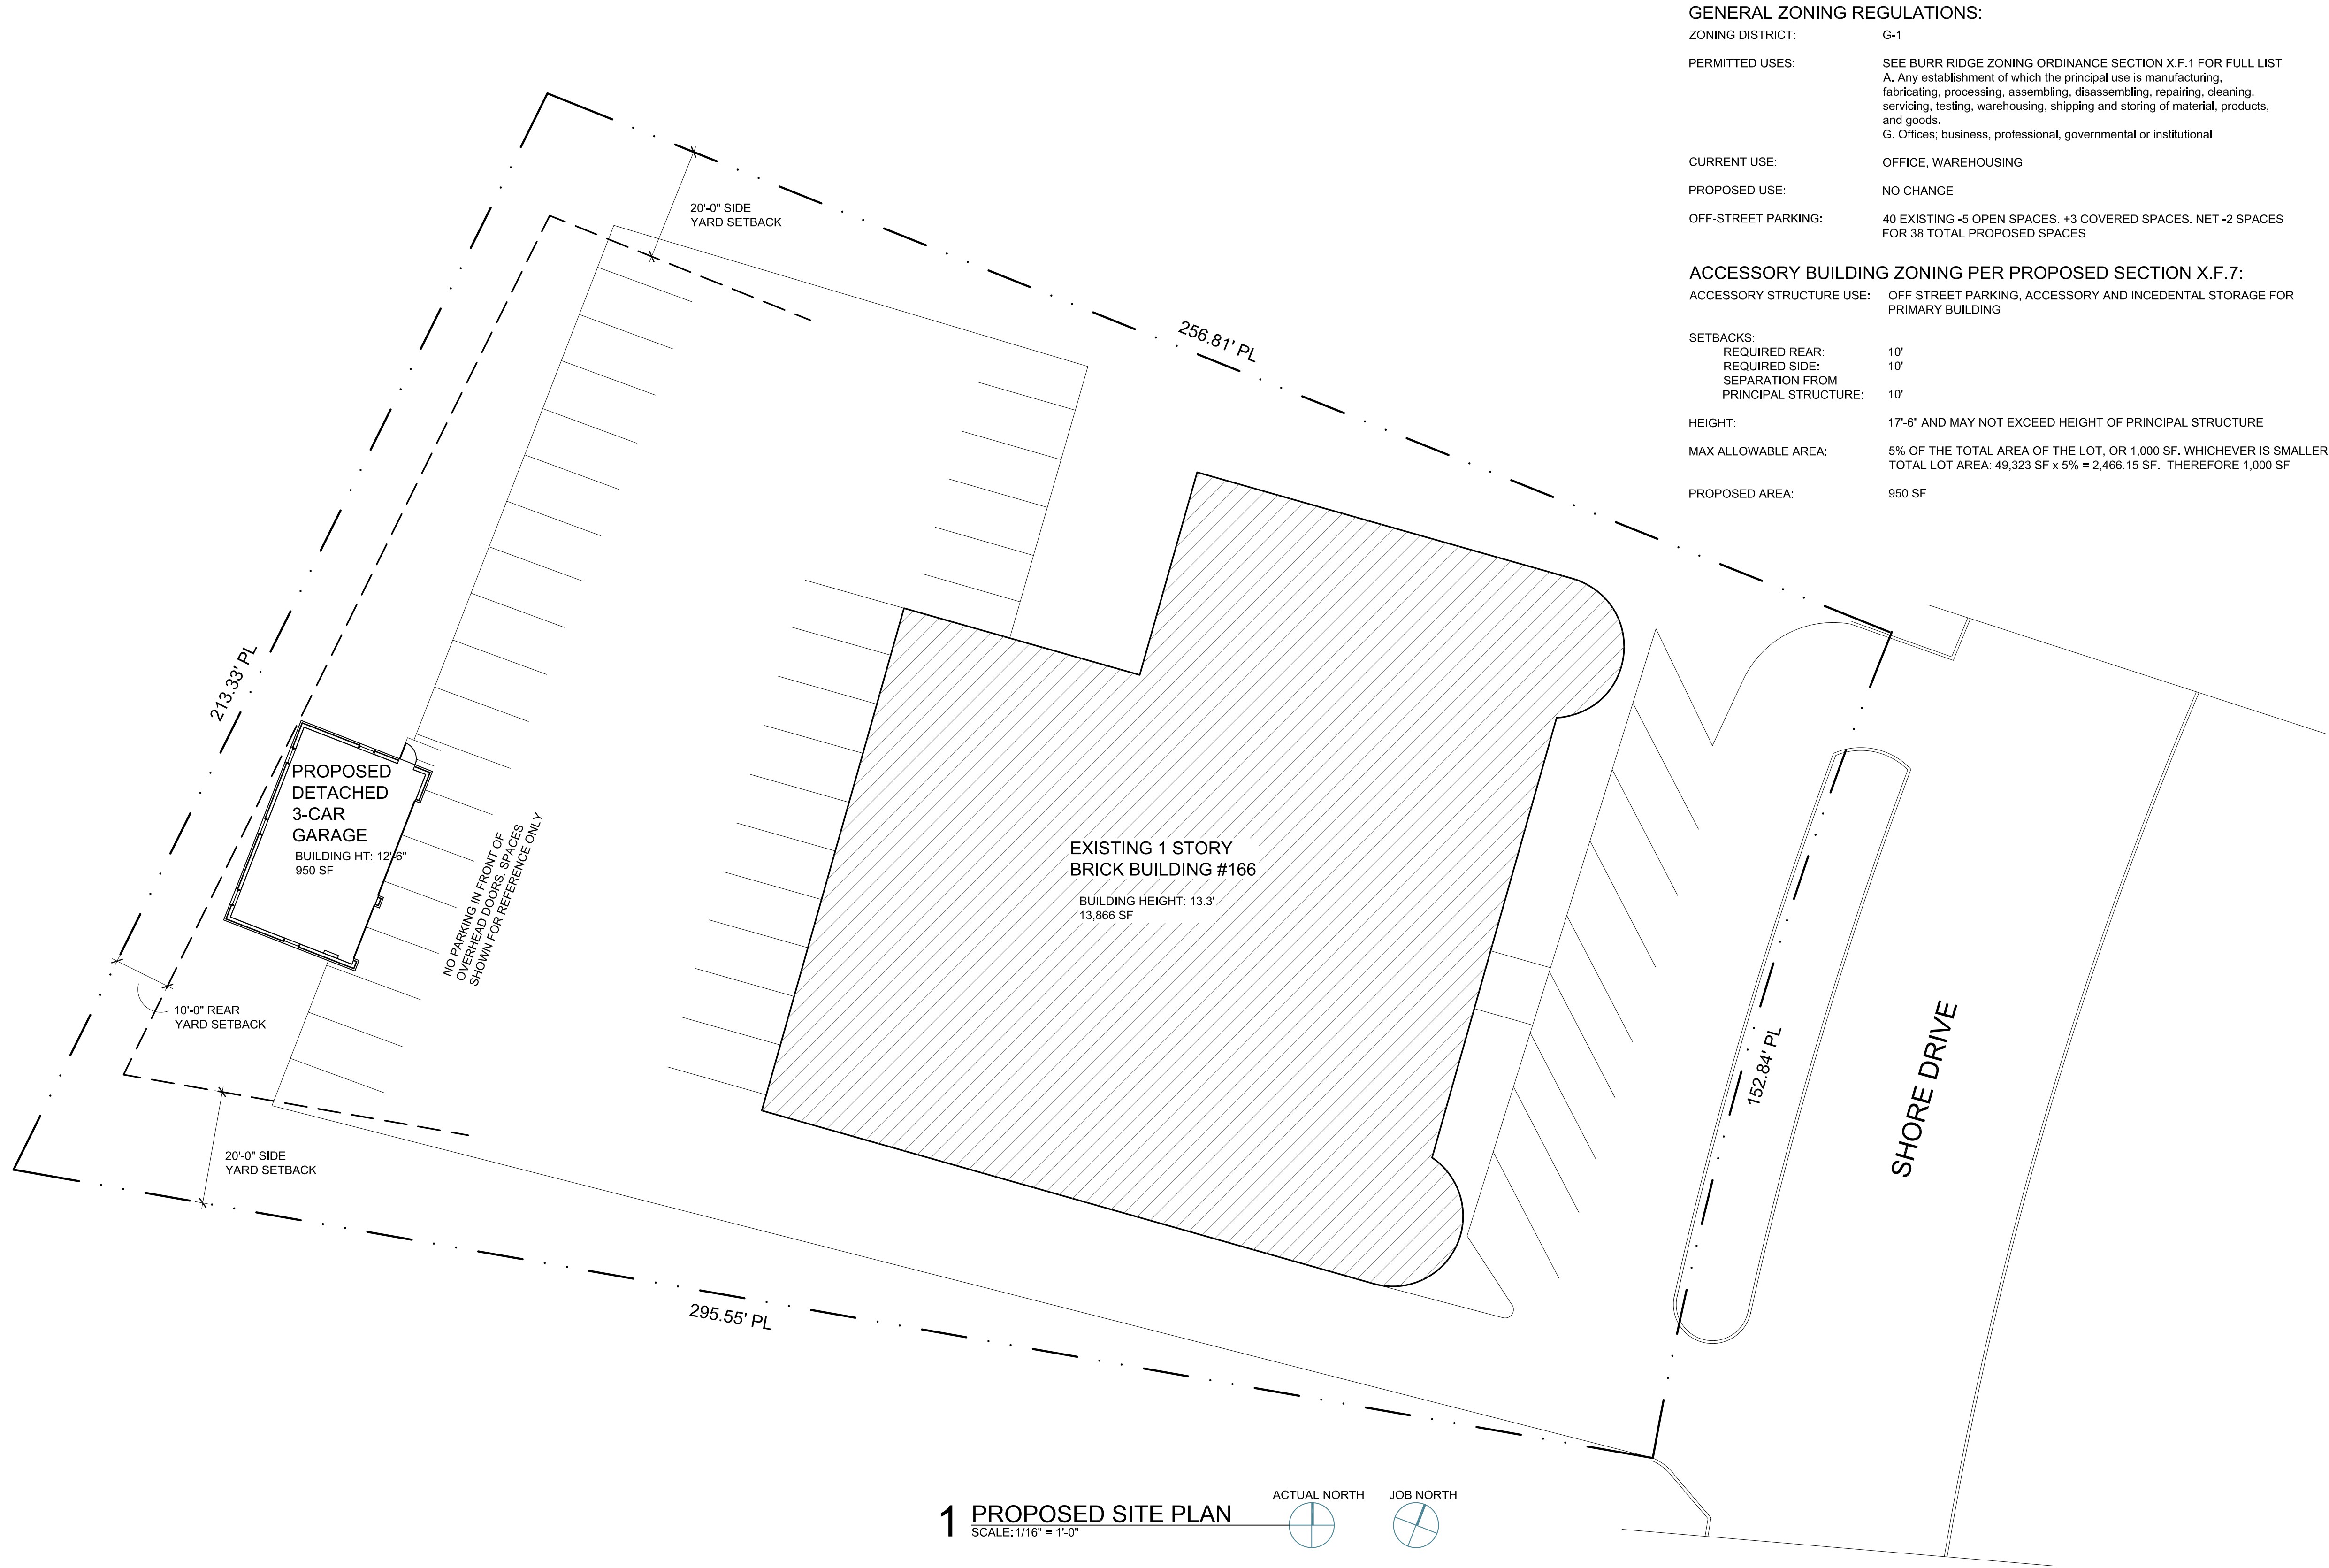 GENERAL ZONING REGULATIONS:
ZONING DISTRICT: G-1
PERMITTED USES: SEE BURR RIDGE ZONING ORDINANCE SECTION X.F.1 FOR FULL LIST
A. Any establishment of which the principal use is manufacturing,
fabricating, processing, assembling, disassembling, repairing, cleaning,
servicing, testing, warehousing, shipping and storing of material, products,
and goods.
G. Offices; business, professional, governmental or institutional
CURRENT USE: OFFICE, WAREHOUSING
PROPOSED USE: NO CHANGE
OFF-STREET PARKING: 40 EXISTING -5 OPEN SPACES. +3 COVERED SPACES. NET -2 SPACES
FOR 38 TOTAL PROPOSED SPACES
ACCESSORY BUILDING ZONING PER PROPOSED SECTION X.F.7:
ACCESSORY STRUCTURE USE: OFF STREET PARKING, ACCESSORY AND INCEDENTAL STORAGE FOR
PRIMARY BUILDING
SETBACKS:
REQUIRED REAR: 10'
REQUIRED SIDE: 10'
SEPARATION FROM
PRINCIPAL STRUCTURE: 10'
HEIGHT: 17'-6" AND MAY NOT EXCEED HEIGHT OF PRINCIPAL STRUCTURE
MAX ALLOWABLE AREA: 5% OF THE TOTAL AREA OF THE LOT, OR 1,000 SF. WHICHEVER IS SMALLER
TOTAL LOT AREA: 49,323 SF x 5% = 2,466.15 SF. THEREFORE 1,000 SF
PROPOSED AREA: 950 SF
20'-0" SIDE
YARD SETBACK
256.81' PL
213.33' PL
PROPOSED
DETACHED
3-CAR
GARAGE
BUILDING HT: 12'-6"
950 SF
NO PARKING IN FRONT OF
OVERHEAD DOORS. SPACES
SHOWN FOR REFERENCE ONLY
EXISTING 1 STORY
BRICK BUILDING #166
BUILDING HEIGHT: 13.3'
13,866 SF
10'-0" REAR
YARD SETBACK
20'-0" SIDE
YARD SETBACK
152.84' PL
SHORE DRIVE
295.55' PL
1 PROPOSED SITE PLAN
SCALE: 1/16" = 1'-0"
ACTUAL NORTH
JOB NORTH